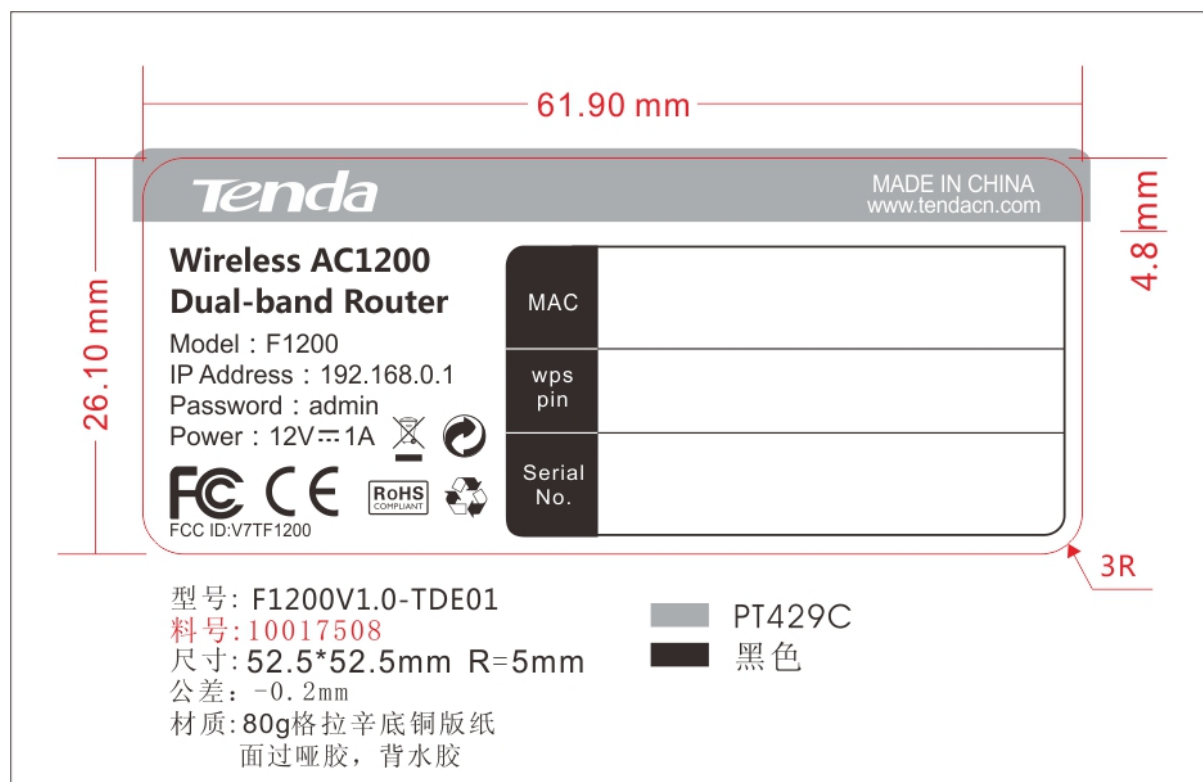 61.90 mm
Tenda
MADE IN CHINA
www.tendacn.com
4.8 mm
26.10 mm
Wireless AC1200
Dual-band Router
Model：F1200
IP Address：192.168.0.1
Password：admin
Power：12V⎓1A
MAC
wps
pin
Serial
No.
FC CE
RoHS
COMPLIANT
FCC ID:V7TF1200
3R
型号: F1200V1.0-TDE01
料号:10017508
尺寸: 52.5*52.5mm R=5mm
公差：-0.2mm
材质: 80g格拉辛底铜版纸
面过哑胶，背水胶
PT429C
黑色